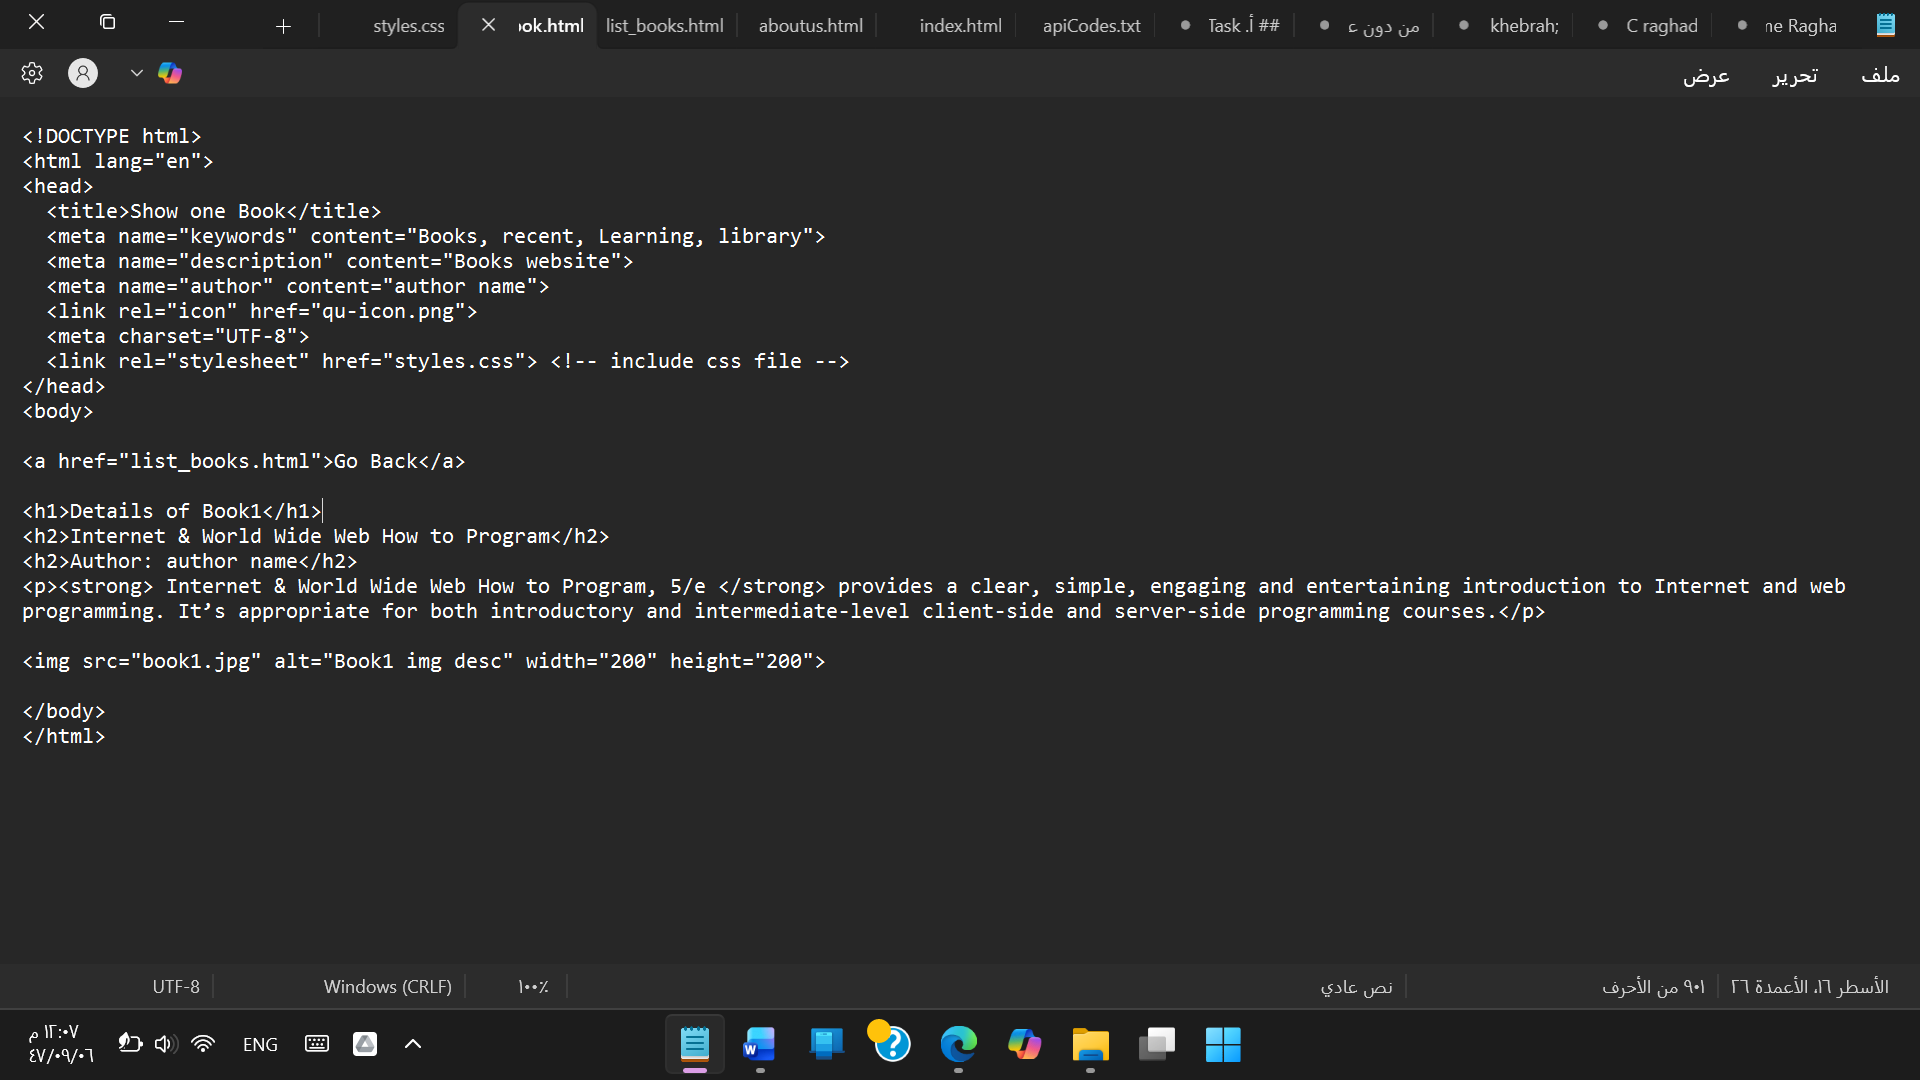 styles.css
ok.html
list_books.html
aboutus.html
index.html
apiCodes.txt
## أ. Task
من دون ع
khebrah;
C raghad
ne Ragha
ملف
تحرير
عرض
<!DOCTYPE html>
<html lang="en">
<head>
  <title>Show one Book</title>
  <meta name="keywords" content="Books, recent, Learning, library">
  <meta name="description" content="Books website">
  <meta name="author" content="author name">
  <link rel="icon" href="qu-icon.png">
  <meta charset="UTF-8">
  <link rel="stylesheet" href="styles.css"> <!-- include css file -->
</head>
<body>
<a href="list_books.html">Go Back</a>
<h1>Details of Book1</h1>
<h2>Internet & World Wide Web How to Program</h2>
<h2>Author: author name</h2>
<p><strong> Internet & World Wide Web How to Program, 5/e </strong> provides a clear, simple, engaging and entertaining introduction to Internet and web
programming. It’s appropriate for both introductory and intermediate-level client-side and server-side programming courses.</p>
<img src="book1.jpg" alt="Book1 img desc" width="200" height="200">
</body>
</html>
الأسطر ١٦، الأعمدة ٢٦
٩٠١ من الأحرف
نص عادي
١٠٠٪
Windows (CRLF)
UTF-8
١٢:٠٧ م
٤٧/٠٩/٠٦
ENG